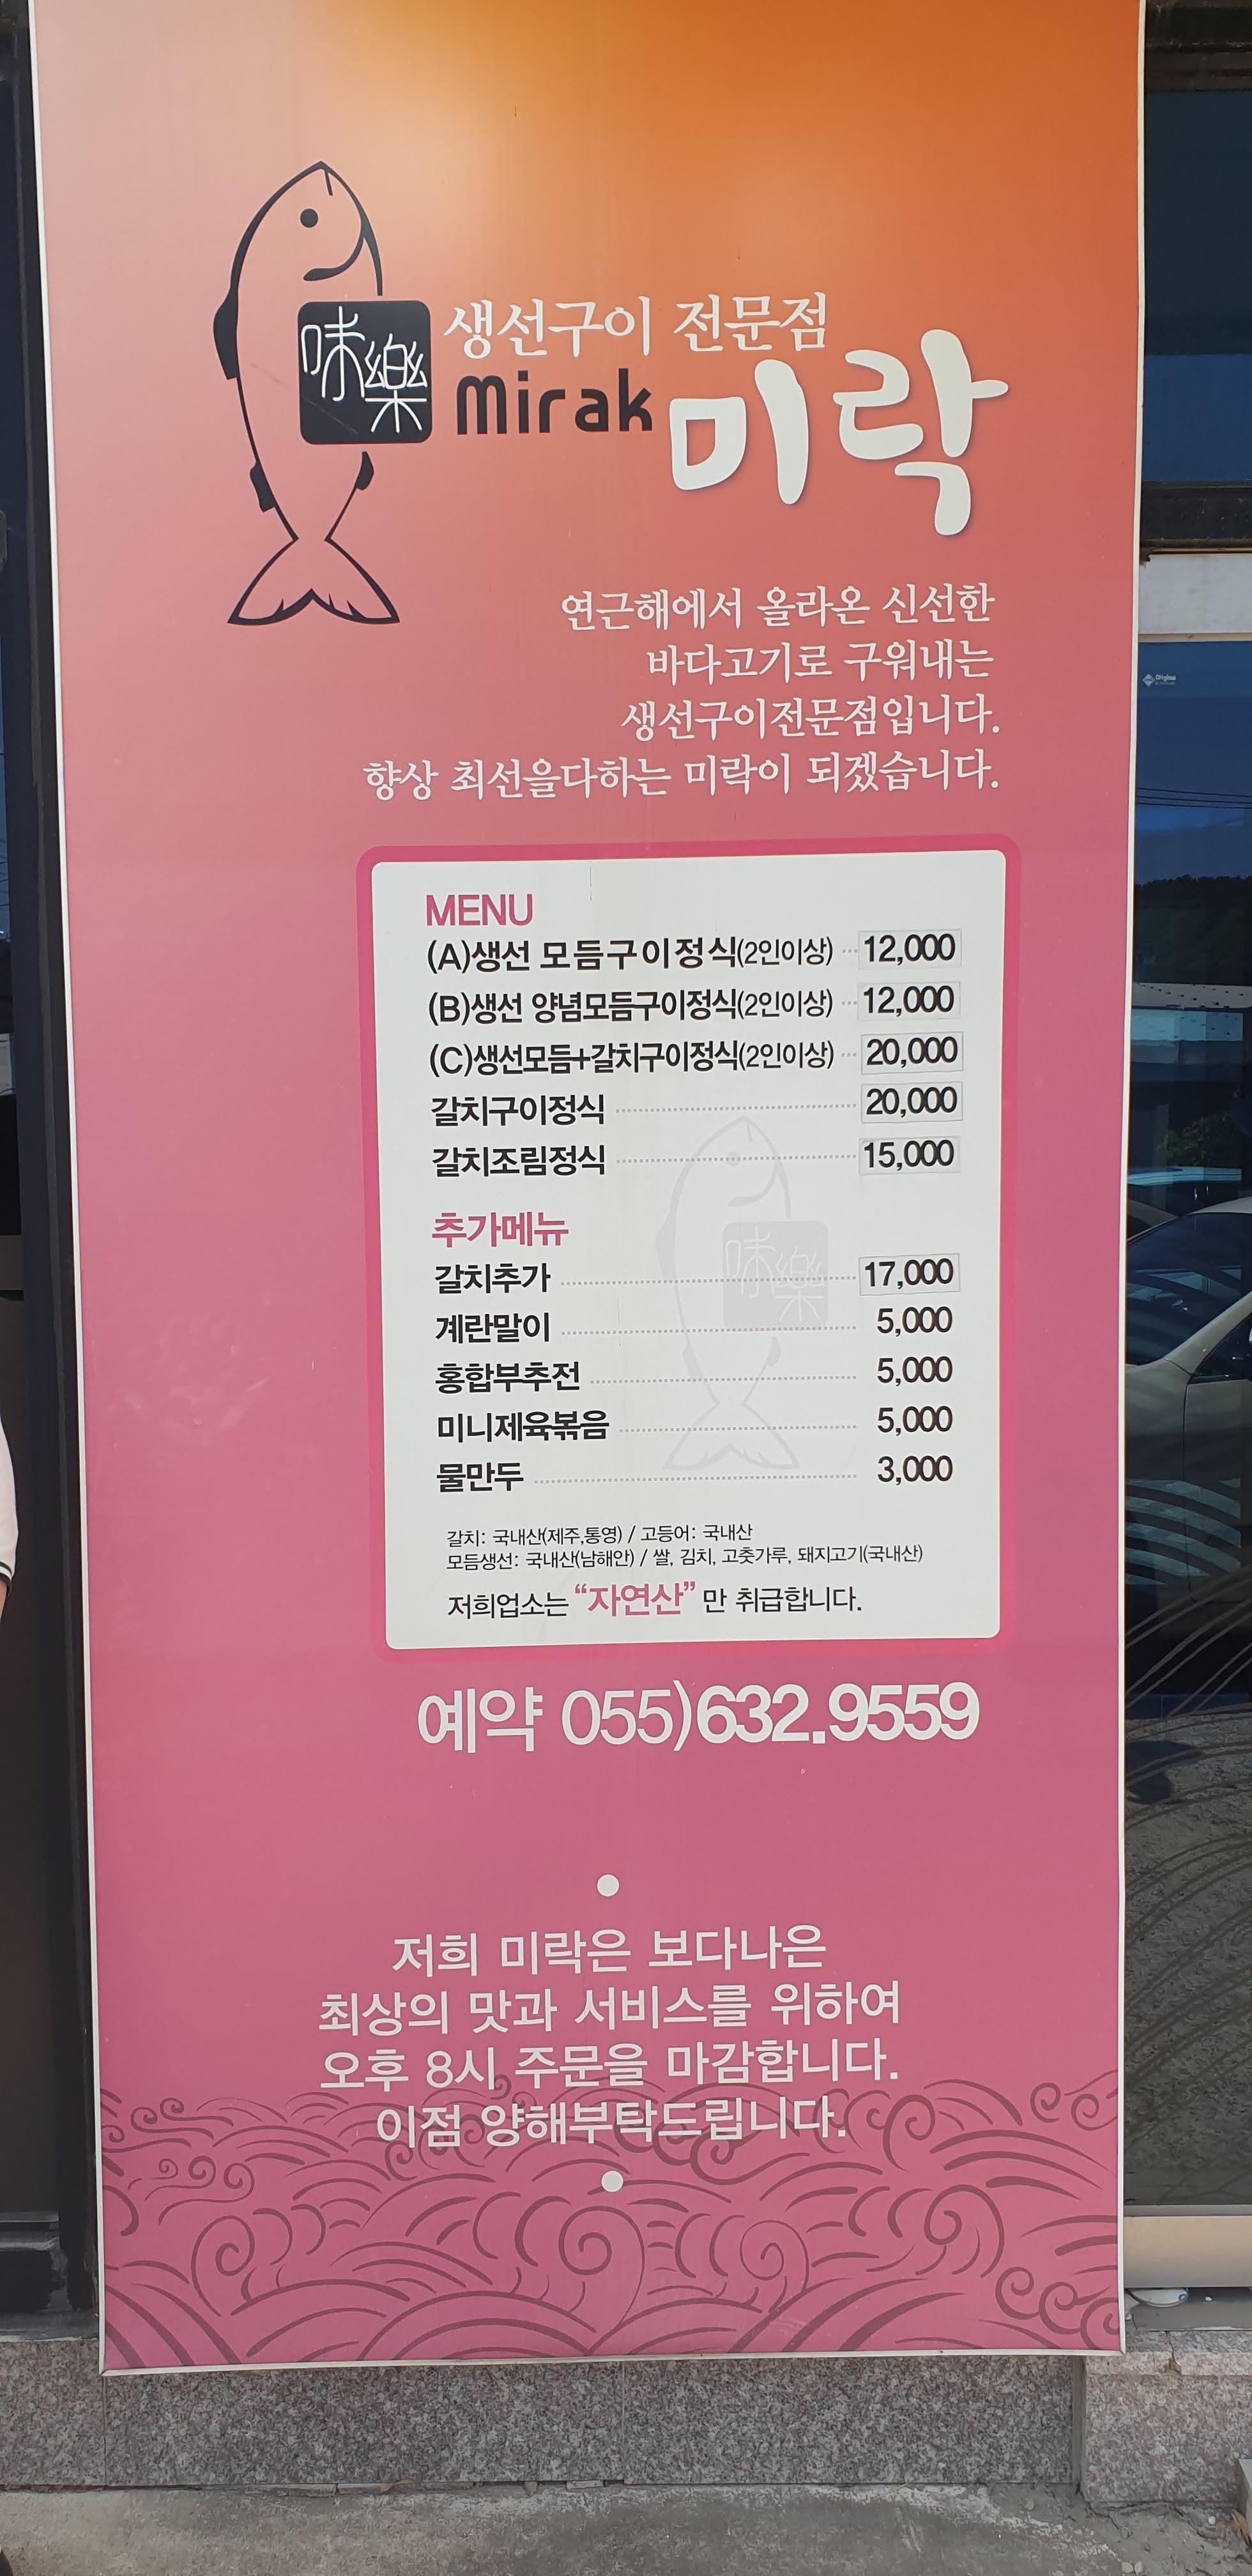 味樂
생선구이 전문점
Mirak 미락
연근해에서 올라온 신선한
바다고기로 구워내는
생선구이전문점입니다.
향상 최선을다하는 미락이 되겠습니다.
MENU
(A)생선 모듬구이정식(2인이상) 12,000
(B)생선 양념모듬구이정식(2인이상) 12,000
(C)생선모듬+갈치구이정식(2인이상) 20,000
갈치구이정식 20,000
갈치조림정식 15,000
추가메뉴
갈치추가 17,000
계란말이 5,000
홍합부추전 5,000
미니제육볶음 5,000
물만두 3,000
味樂
갈치: 국내산(제주,통영) / 고등어: 국내산
모듬생선: 국내산(남해안) / 쌀, 김치, 고춧가루, 돼지고기(국내산)
저희업소는 “자연산” 만 취급합니다.
예약 055)632.9559
저희 미락은 보다나은
최상의 맛과 서비스를 위하여
오후 8시 주문을 마감합니다.
이점 양해부탁드립니다.